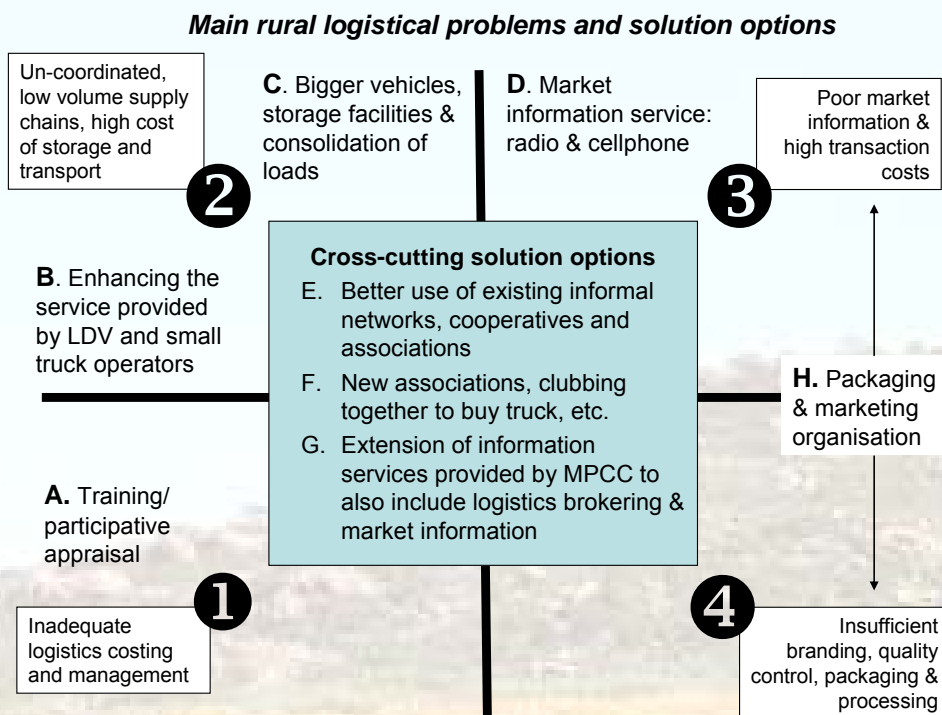 Main rural logistical problems and solution options
Un-coordinated,
low volume supply
chains, high cost
of storage and
transport
2
C. Bigger vehicles,
storage facilities &
consolidation of
loads
D. Market
information service:
radio & cellphone
Poor market
information &
high transaction
costs
3
B. Enhancing the
service provided
by LDV and small
truck operators
Cross-cutting solution options
E. Better use of existing informal
networks, cooperatives and
associations
F. New associations, clubbing
together to buy truck, etc.
G. Extension of information
services provided by MPCC to
also include logistics brokering &
market information
H. Packaging
& marketing
organisation
A. Training/
participative
appraisal
1
Inadequate
logistics costing
and management
4
Insufficient
branding, quality
control, packaging &
processing